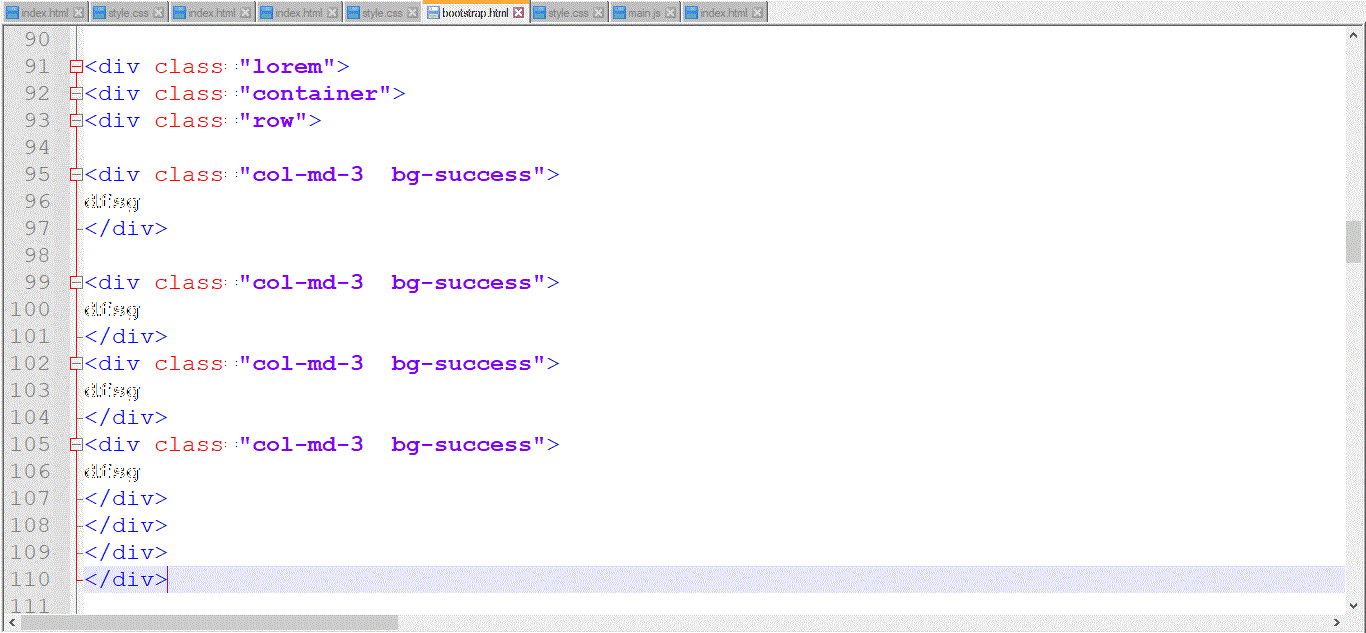 index.html style.css index.html index.html style.css bootstrap.html style.css main.js index.html
90
91 <div class="lorem">
92 <div class="container">
93 <div class="row">
94
95 <div class="col-md-3  bg-success">
96 dfisg
97 </div>
98
99 <div class="col-md-3  bg-success">
100 dfisg
101 </div>
102 <div class="col-md-3  bg-success">
103 dfisg
104 </div>
105 <div class="col-md-3  bg-success">
106 dfisg
107 </div>
108 </div>
109 </div>
110 </div>
111